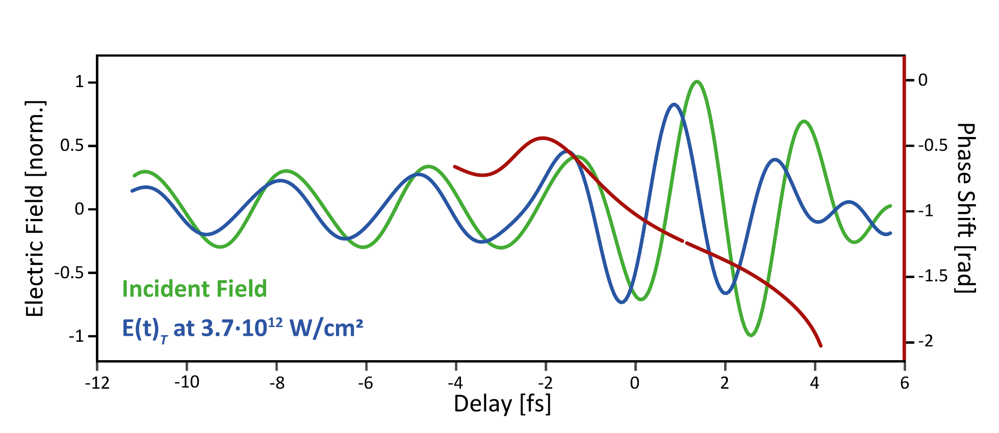 1
0.5
0
-0.5
-1
Electric Field [norm.]
Incident Field
E(t)T at 3.7·10¹² W/cm²
0
-0.5
-1
-1.5
-2
Phase Shift [rad]
-12 -10 -8 -6 -4 -2 0 2 4 6
Delay [fs]